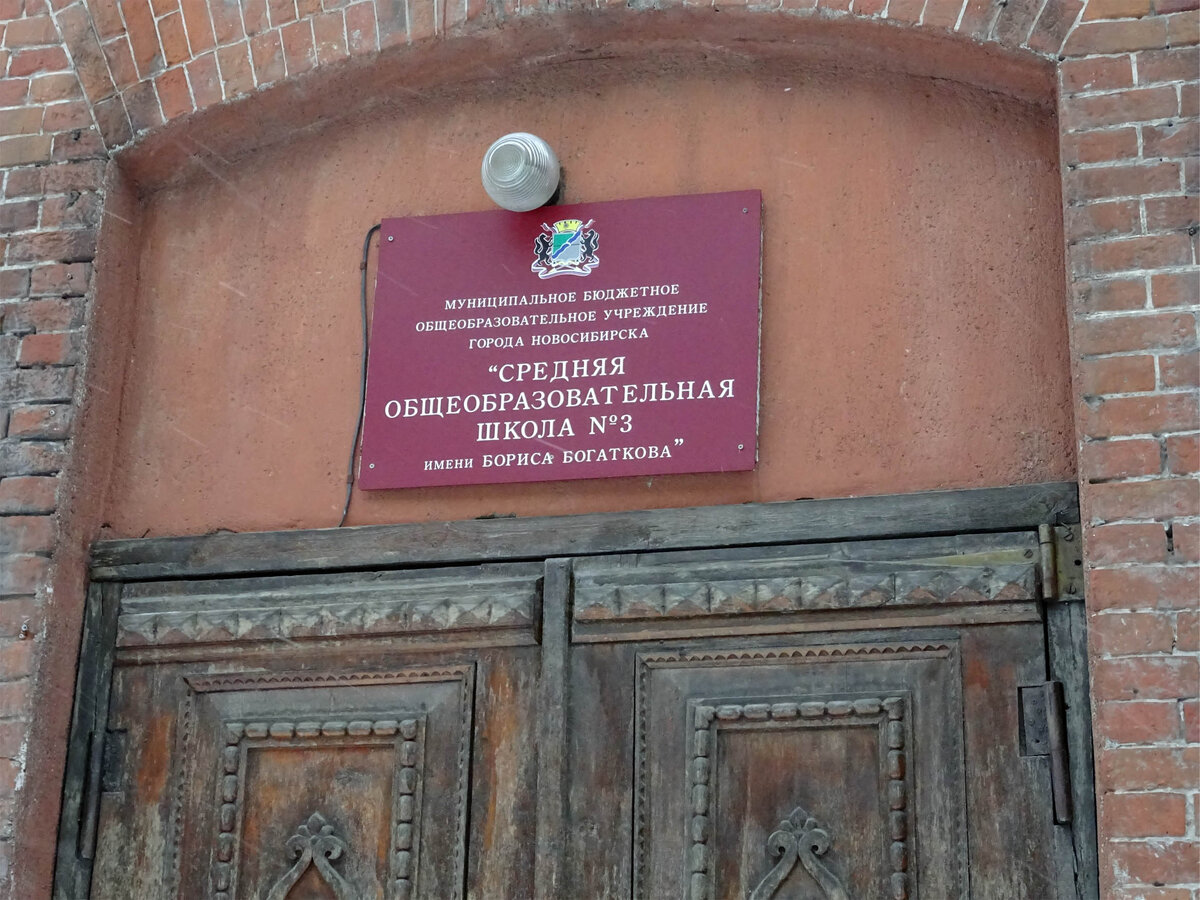 МУНИЦИПАЛЬНОЕ БЮДЖЕТНОЕ
ОБЩЕОБРАЗОВАТЕЛЬНОЕ УЧРЕЖДЕНИЕ
ГОРОДА НОВОСИБИРСКА
“СРЕДНЯЯ
ОБЩЕОБРАЗОВАТЕЛЬНАЯ
ШКОЛА №3
ИМЕНИ БОРИСА БОГАТКОВА”